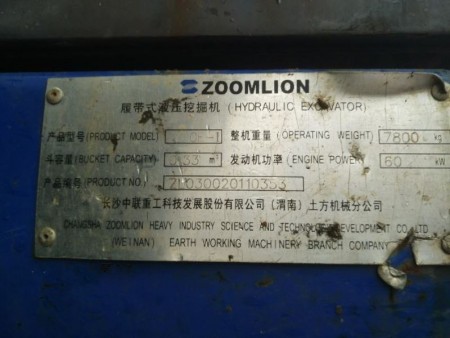 ZOOMLION
履带式液压挖掘机 (HYDRAULIC EXCAVATOR)
产品型号(PRODUCT MODEL) 整机重量 (OPERATING WEIGHT) 7800 kg
斗容量(BUCKET CAPACITY) m³ 发动机功率 (ENGINE POWER) 60 kW
产品编号(PRODUCT NO.)
长沙中联重工科技发展股份有限公司(渭南)土方机械分公司
CHANGSHA ZOOMLION HEAVY INDUSTRY SCIENCE AND TECHNOLOGY DEVELOPMENT CO.,LTD
(WEINAN) EARTH WORKING MACHINERY BRANCH COMPANY